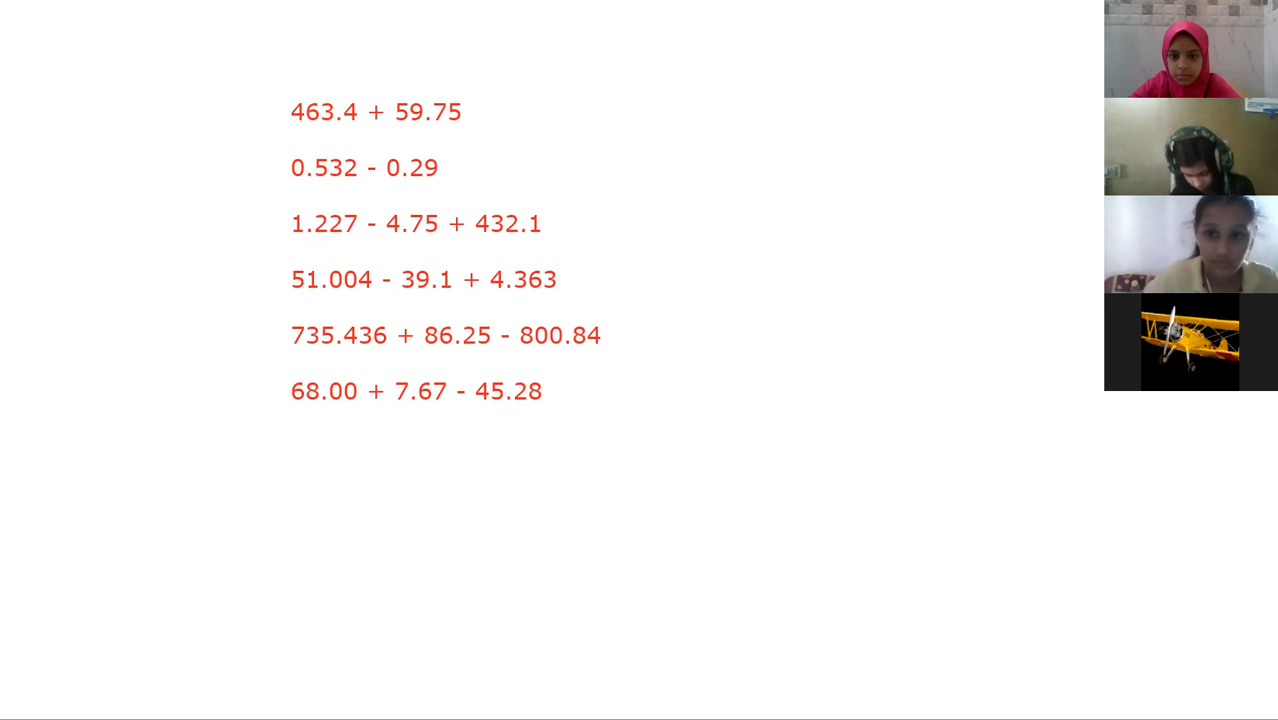 463.4 + 59.75
0.532 - 0.29
1.227 - 4.75 + 432.1
51.004 - 39.1 + 4.363
735.436 + 86.25 - 800.84
68.00 + 7.67 - 45.28